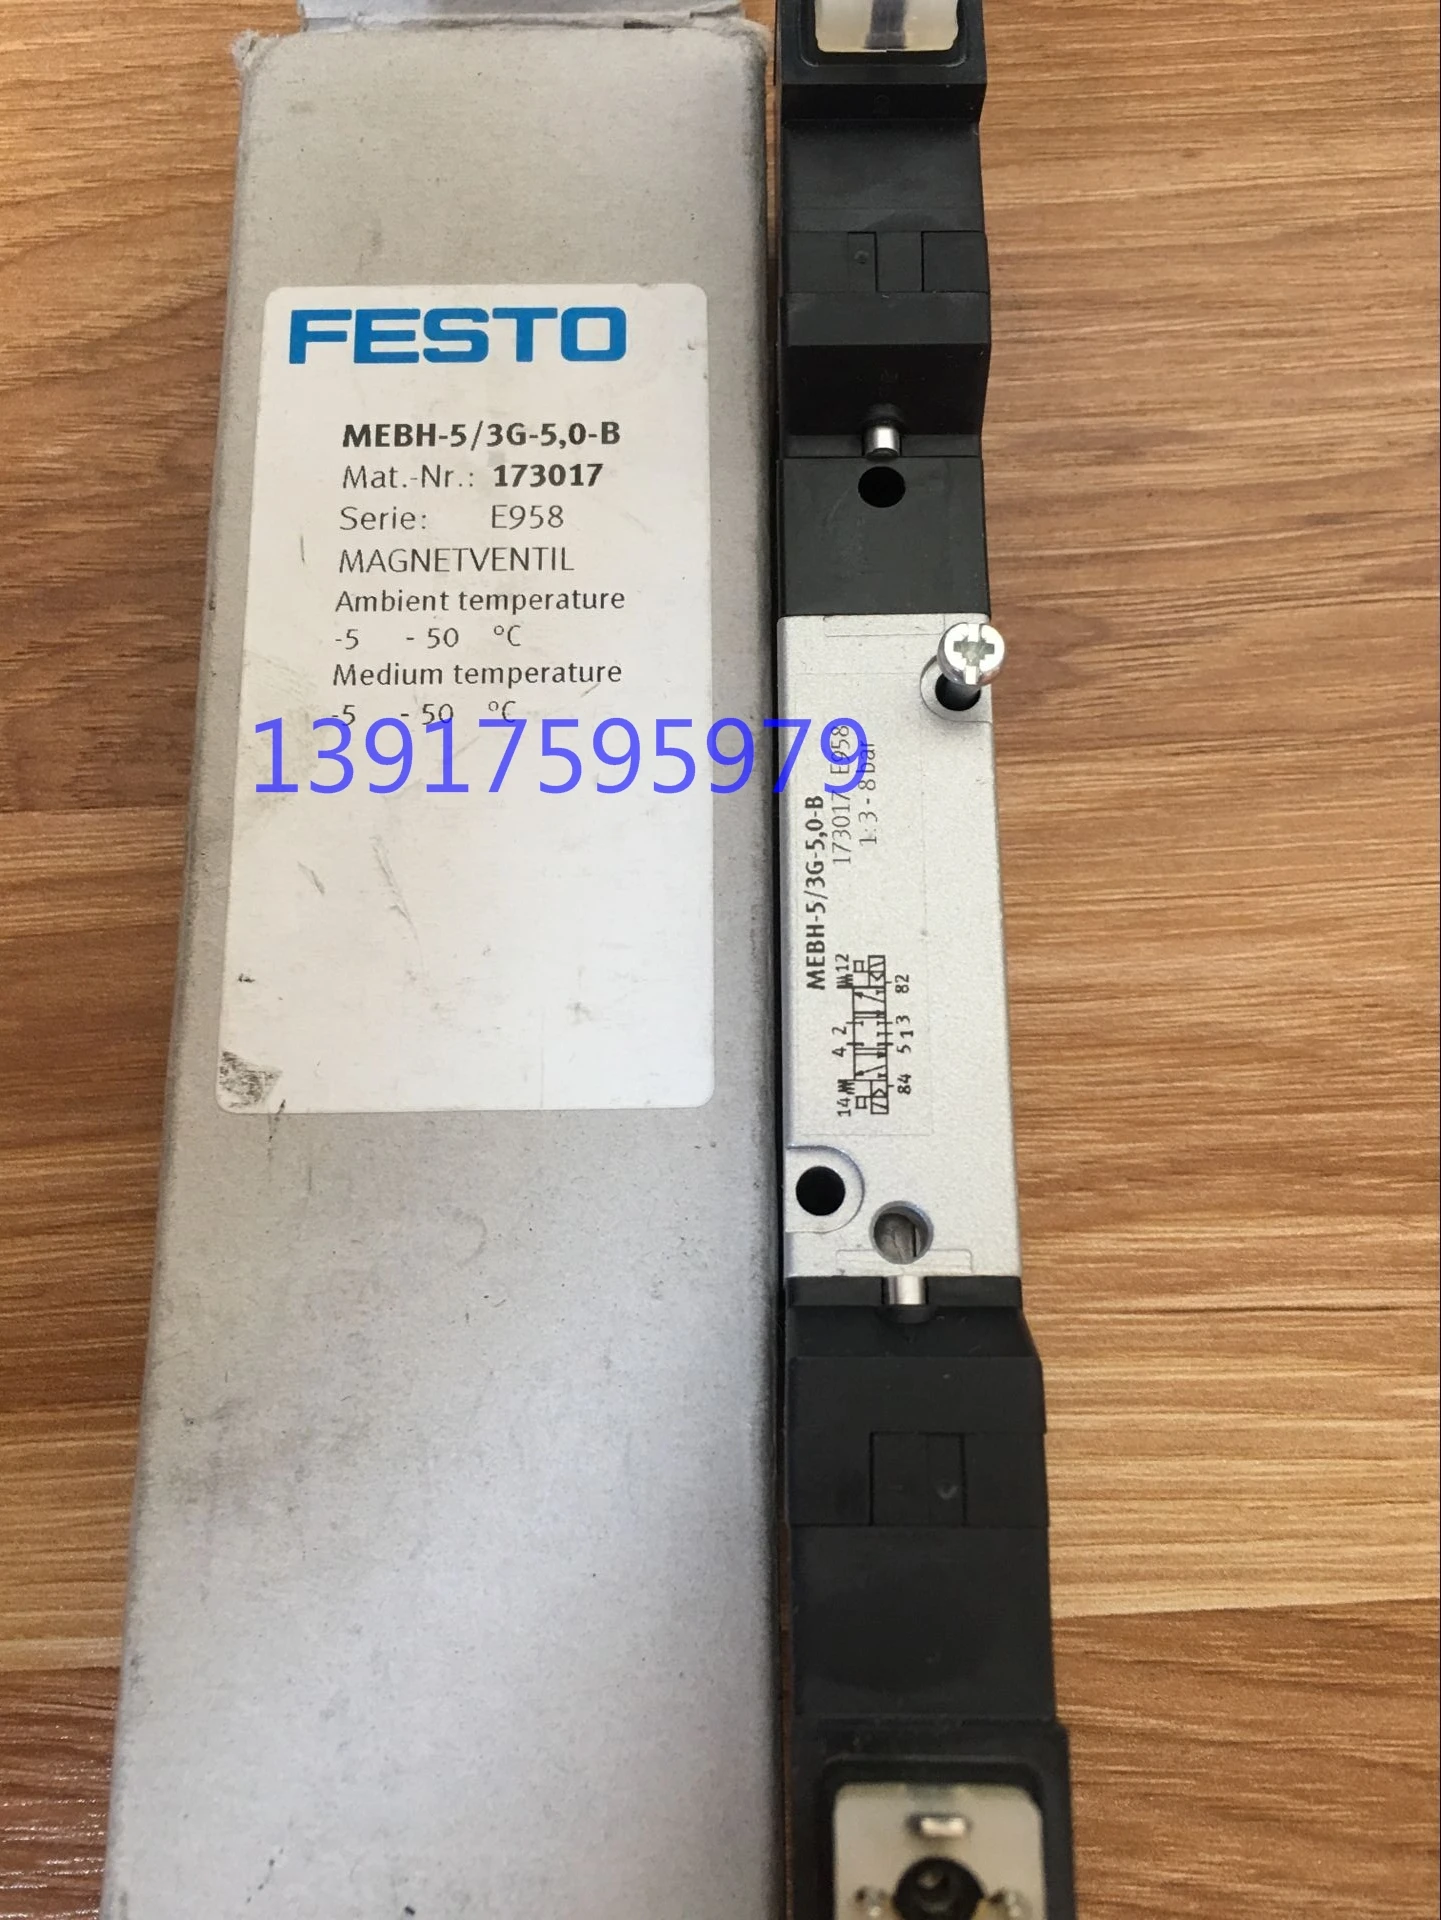 FESTO
MEBH-5/3G-5,0-B
Mat.-Nr.: 173017
Serie: E958
MAGNETVENTIL
Ambient temperature
-5 - 50 °C
Medium temperature
-5 - 50 °C
13917595979
MEBH-5/3G-5,0-B
173017 E958
1: 3 - 8 bar
14 4 2 12
84 5 1 3 82